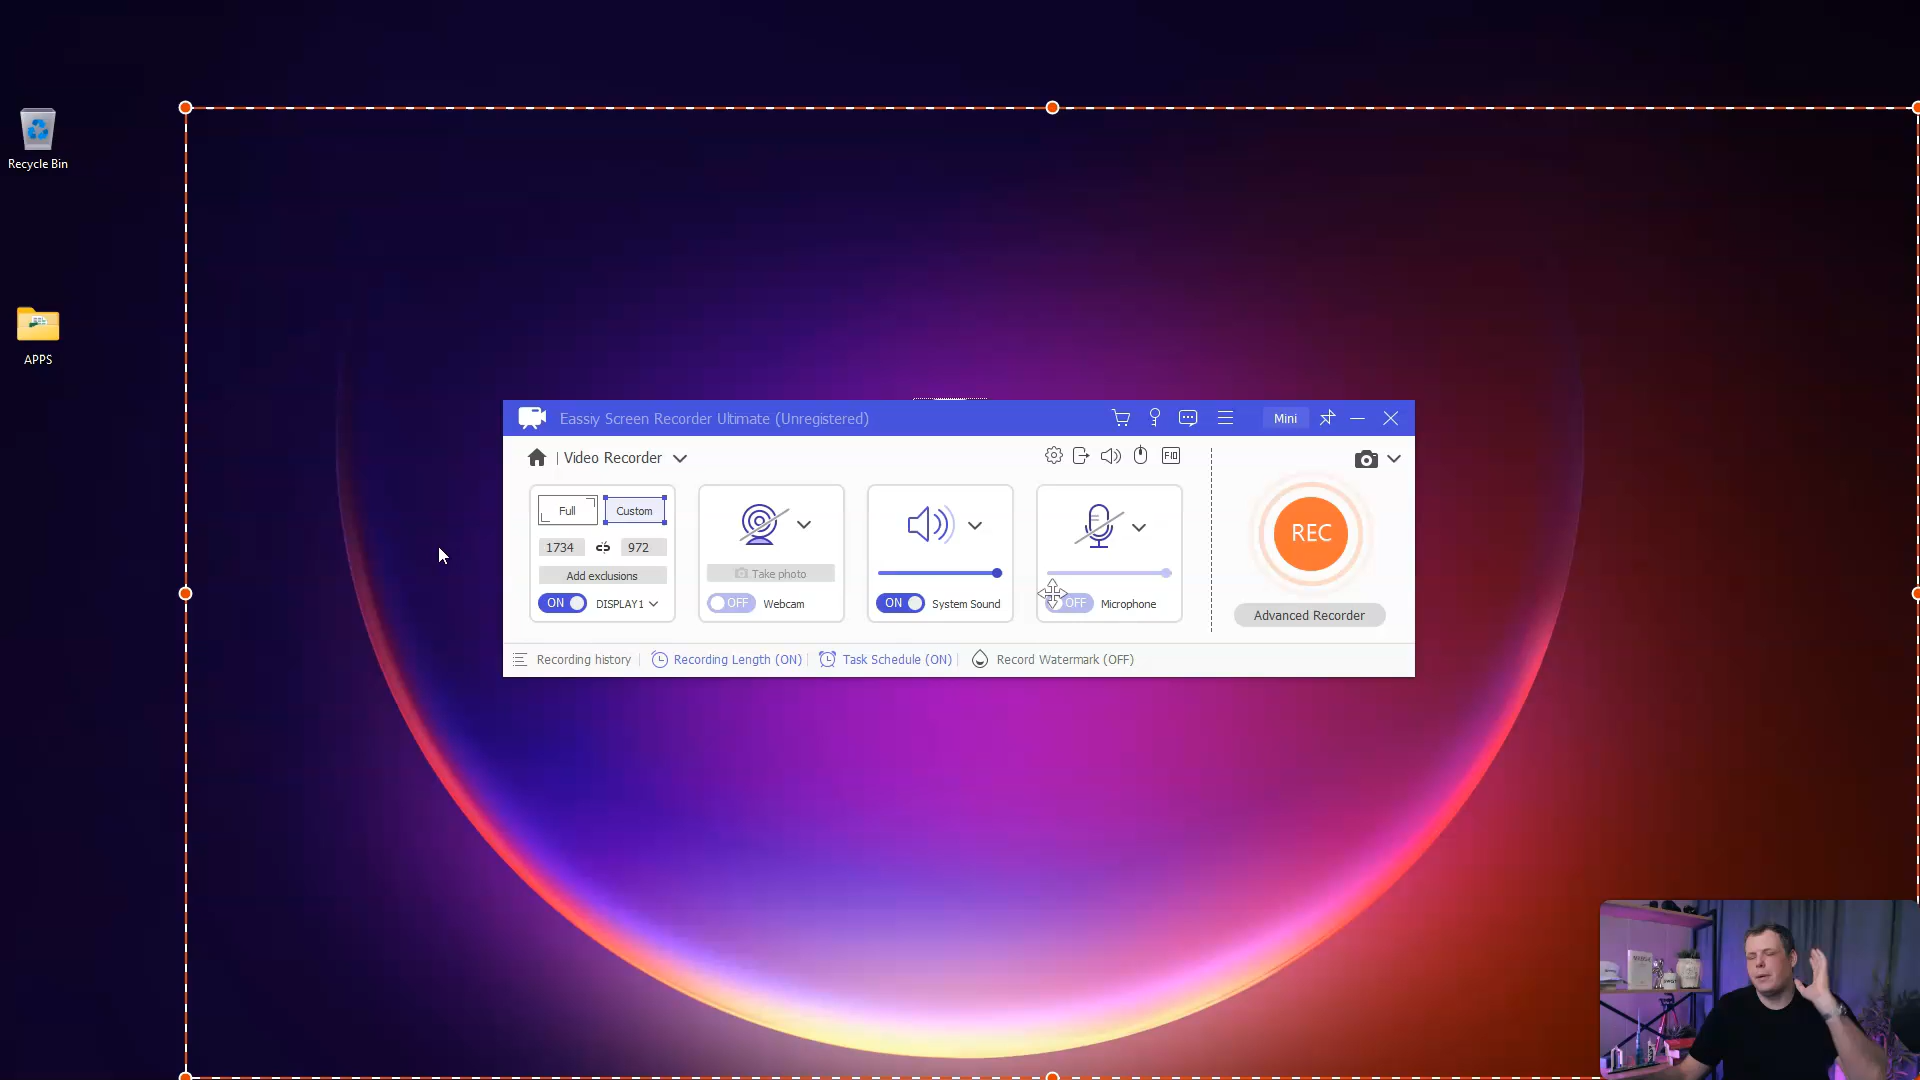 Recycle Bin
APPS
Eassiy Screen Recorder Ultimate (Unregistered)
Mini
| Video Recorder
Full
Custom
1734
972
Add exclusions
ON
DISPLAY1
Take photo
OFF
Webcam
ON
System Sound
OFF
Microphone
REC
Advanced Recorder
Recording history
Recording Length (ON)
Task Schedule (ON)
Record Watermark (OFF)